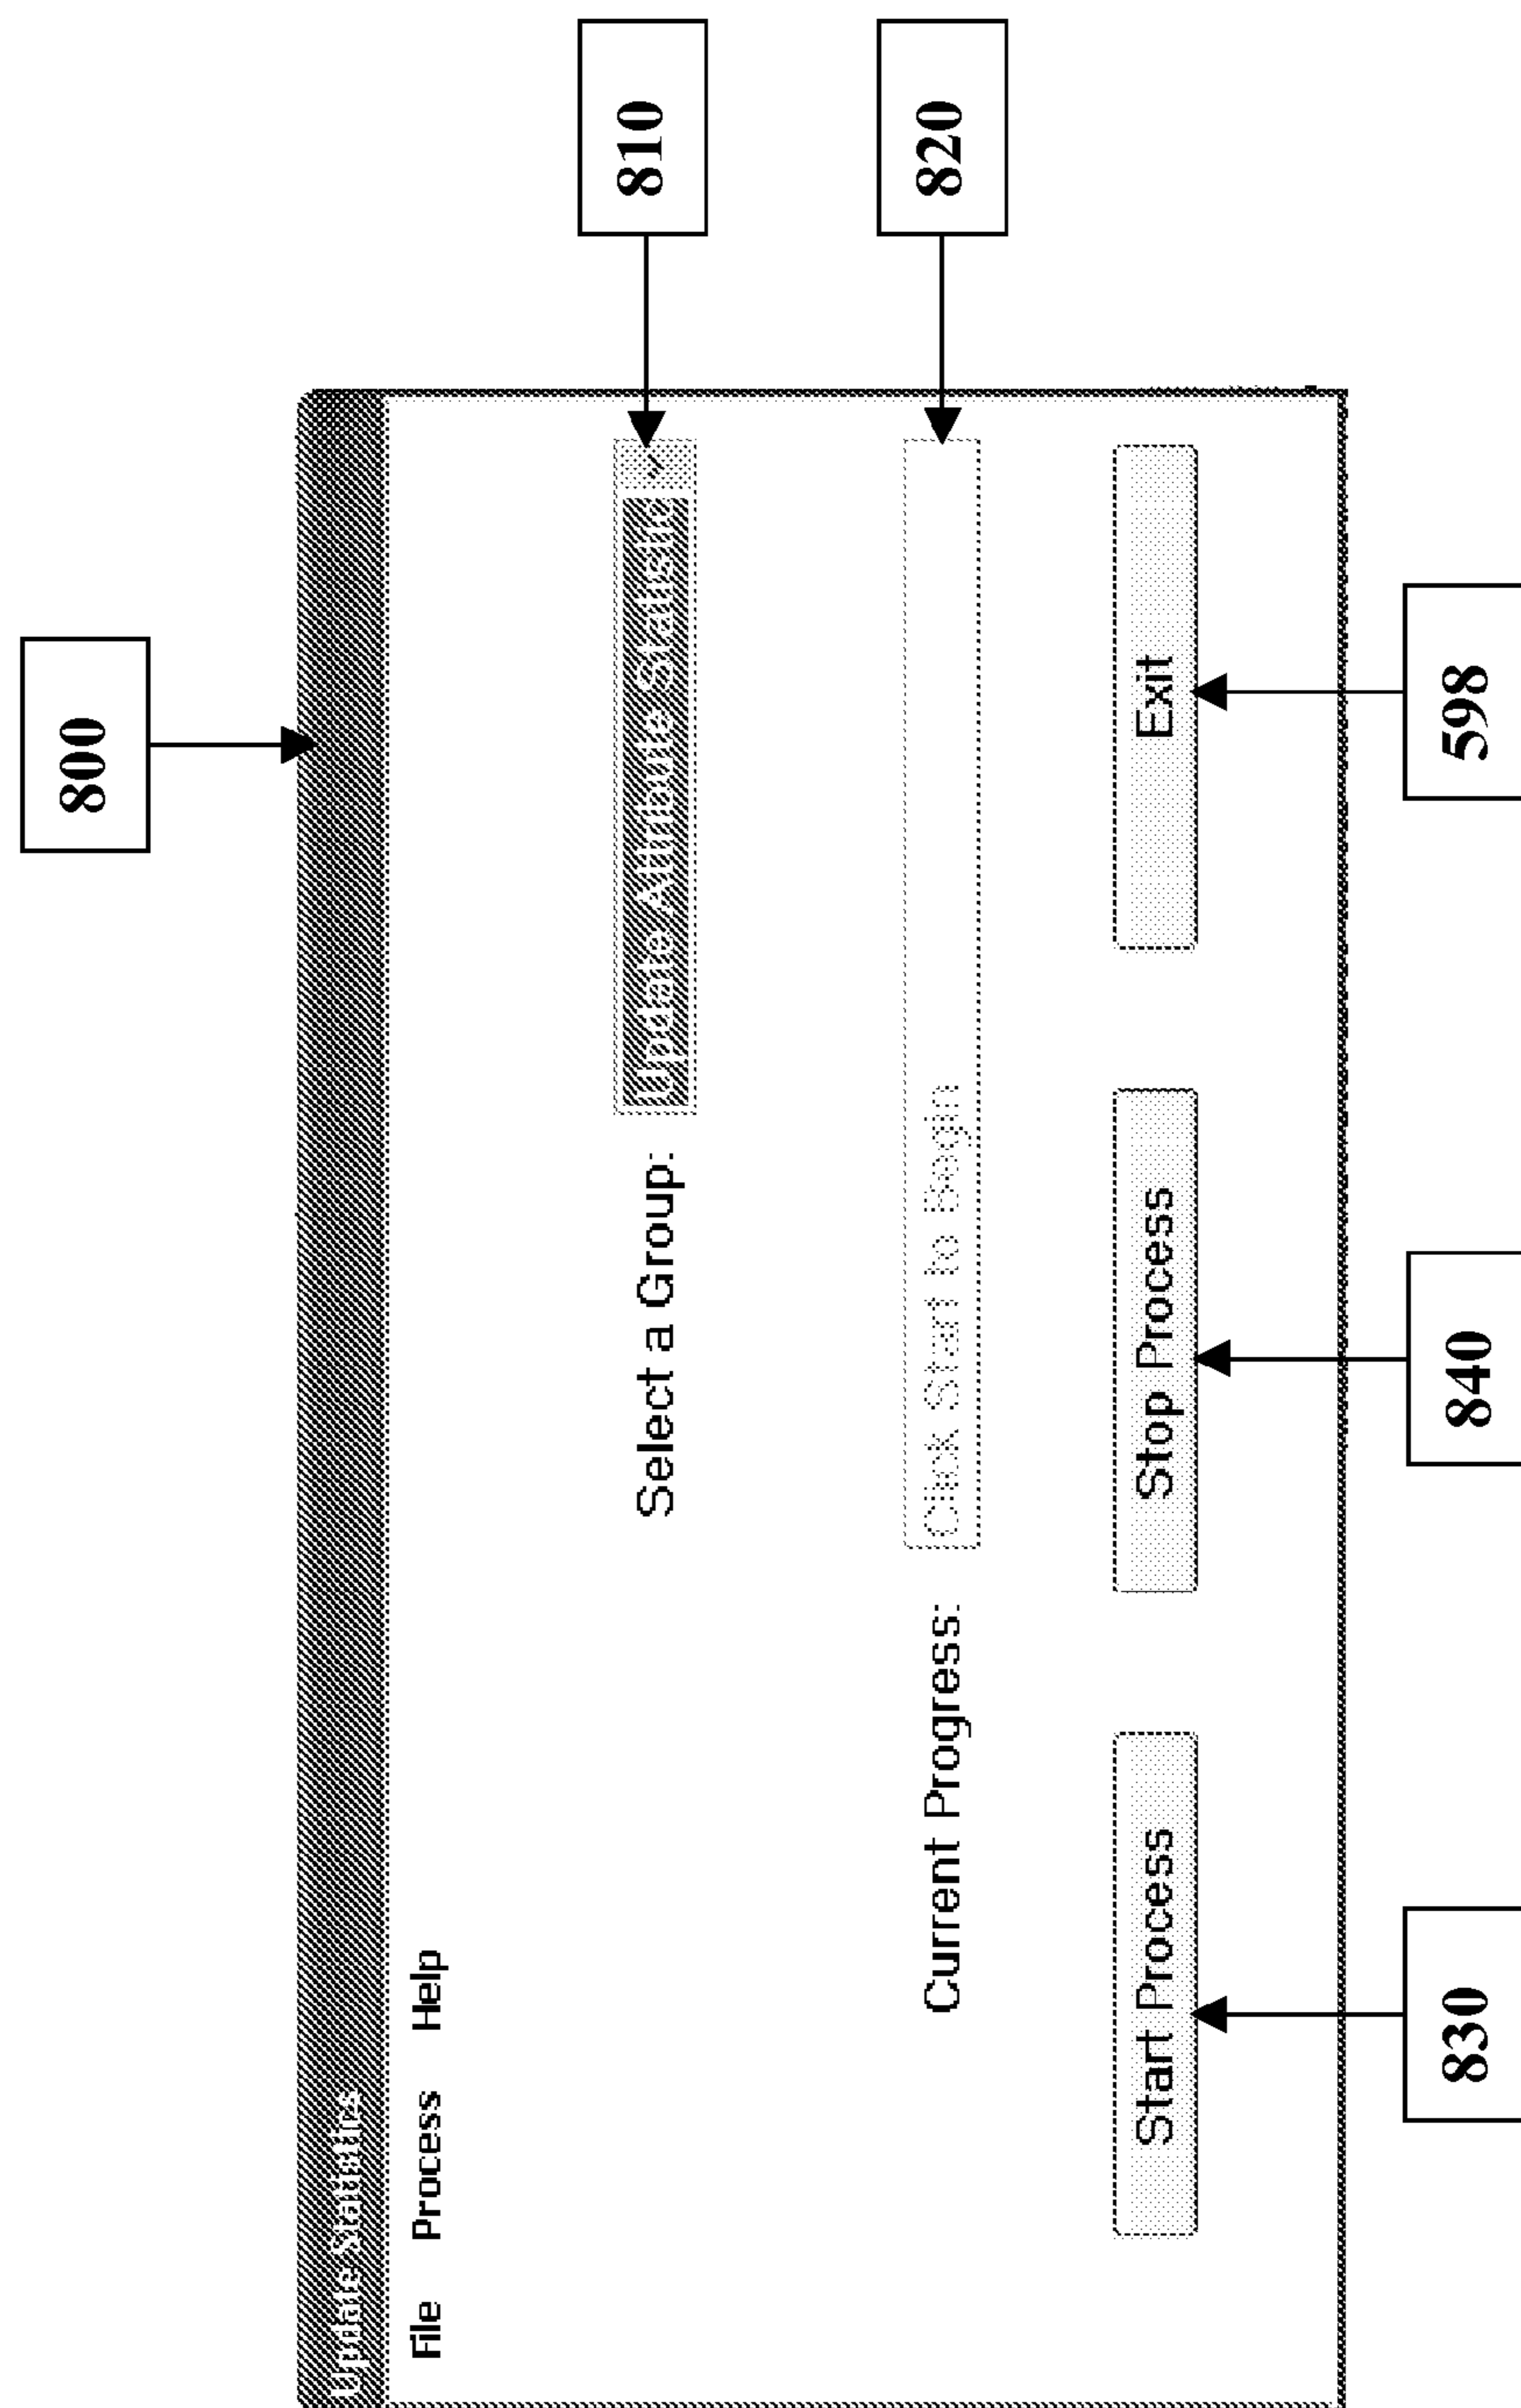 800
Update Statistics
File Process Help
Select a Group: Update Attribute Statistic
810
Current Progress: Click Start to Begin
820
Start Process Stop Process Exit
830 840 598